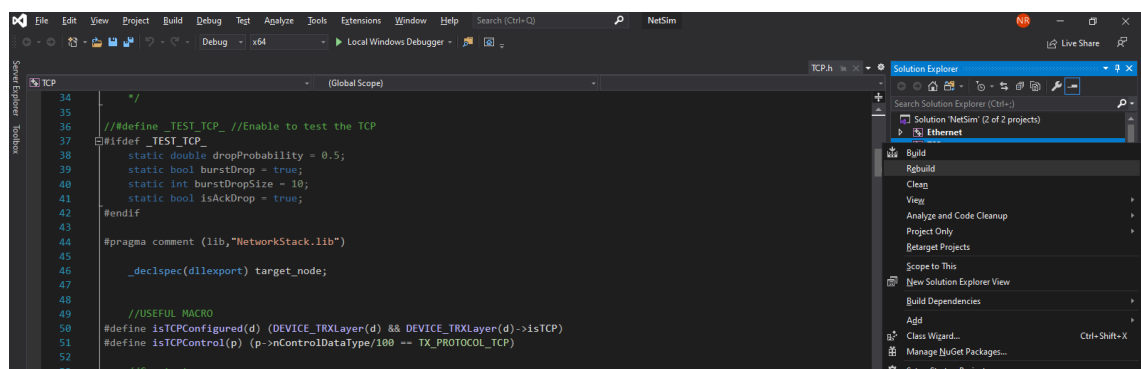 File Edit View Project Build Debug Test Analyze Tools Extensions Window Help Search (Ctrl+Q) NetSim NR
Debug x64 Local Windows Debugger Live Share
Server Explorer
Toolbox
TCP.h
TCP (Global Scope)
34 */
35
36 //#define _TEST_TCP_ //Enable to test the TCP
37 #ifdef _TEST_TCP_
38 static double dropProbability = 0.5;
39 static bool burstDrop = true;
40 static int burstDropSize = 10;
41 static bool isAckDrop = true;
42 #endif
43
44 #pragma comment (lib,"NetworkStack.lib")
45
46 _declspec(dllexport) target_node;
47
48
49 //USEFUL MACRO
50 #define isTCPConfigured(d) (DEVICE_TRXLayer(d) && DEVICE_TRXLayer(d)->isTCP)
51 #define isTCPControl(p) (p->nControlDataType/100 == TX_PROTOCOL_TCP)
52
Solution Explorer
Search Solution Explorer (Ctrl+;)
Solution 'NetSim' (2 of 2 projects)
Ethernet
Build
Rebuild
Clean
View
Analyze and Code Cleanup
Project Only
Retarget Projects
Scope to This
New Solution Explorer View
Build Dependencies
Add
Class Wizard... Ctrl+Shift+X
Manage NuGet Packages...